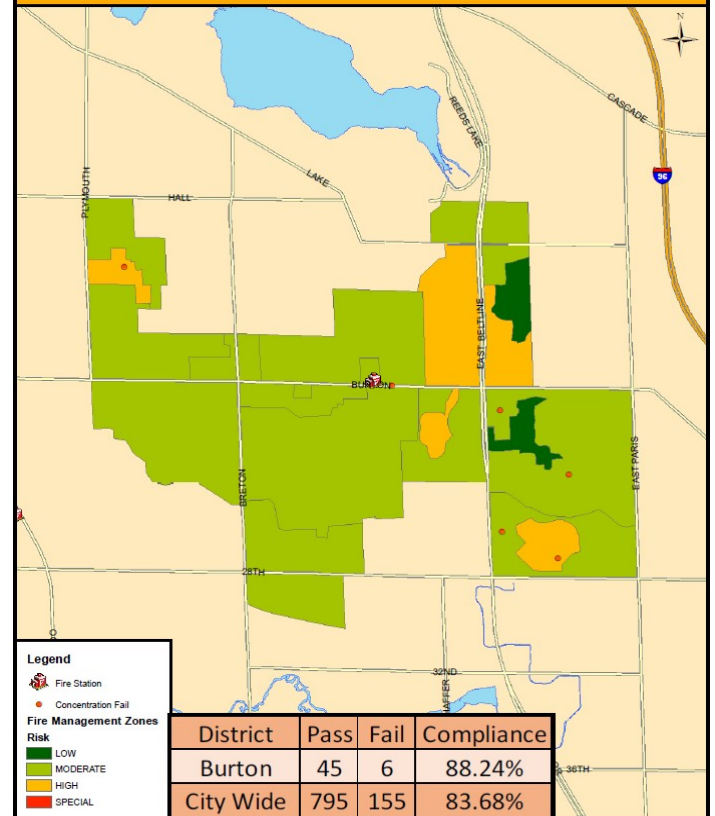 N
CASCADE
REEDS LAKE
96
LAKE
PLYMOUTH
HALL
EAST BELTLINE
BURTON
BRETON
EAST PARIS
28TH
32ND
HAFFER
36TH
Legend
Fire Station
Concentration Fail
Fire Management Zones
Risk
LOW
MODERATE
HIGH
SPECIAL
District Pass Fail Compliance
Burton 45 6 88.24%
City Wide 795 155 83.68%